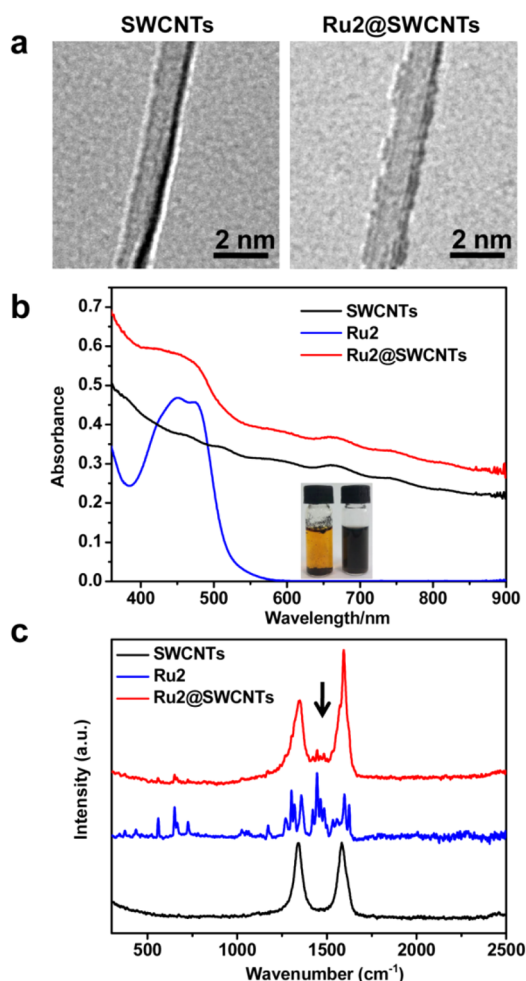 a
SWCNTs
Ru2@SWCNTs
2 nm
2 nm
b
0.7
0.6
0.5
0.4
0.3
0.2
0.1
0.0
Absorbance
SWCNTs
Ru2
Ru2@SWCNTs
400 500 600 700 800 900
Wavelength/nm
c
SWCNTs
Ru2
Ru2@SWCNTs
Intensity (a.u.)
500 1000 1500 2000 2500
Wavenumber (cm⁻¹)